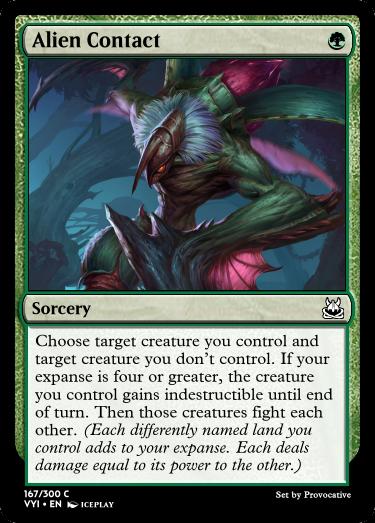 Alien Contact
Sorcery
Choose target creature you control and
target creature you don't control. If your
expanse is four or greater, the creature
you control gains indestructible until end
of turn. Then those creatures fight each
other. (Each differently named land you
control adds to your expanse. Each deals
damage equal to its power to the other.)
167/300 C
VYI • EN ICEPLAY
Set by Provocative